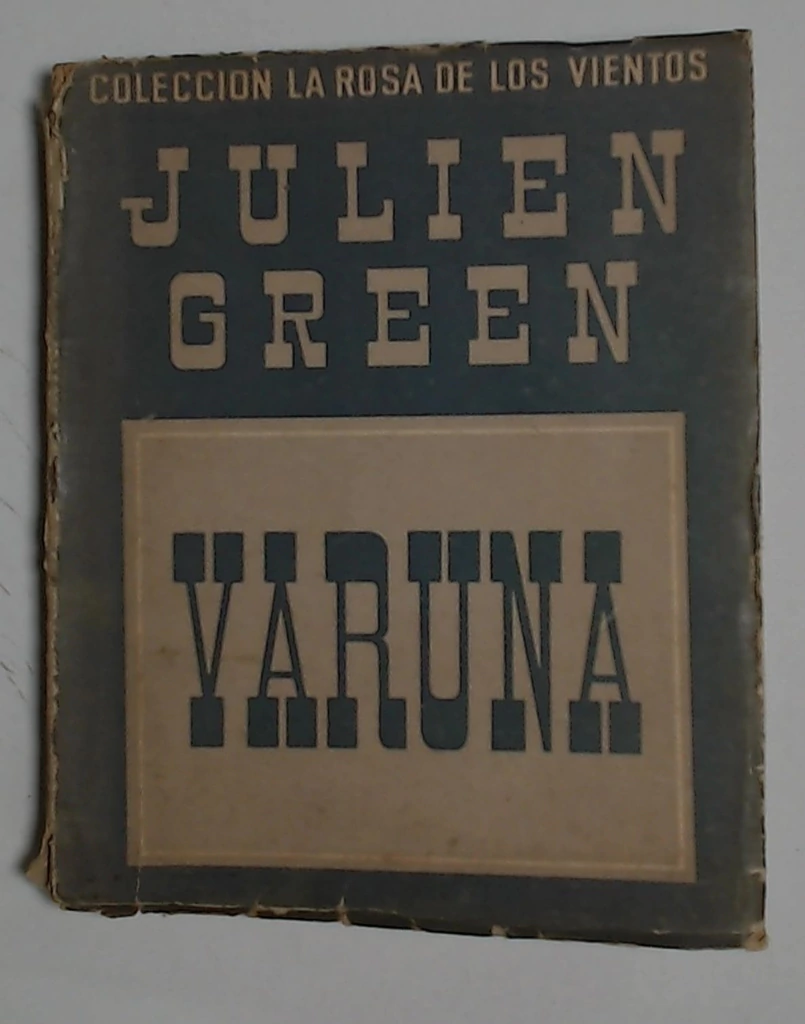 COLECCION LA ROSA DE LOS VIENTOS
JULIEN
GREEN
VARUNA